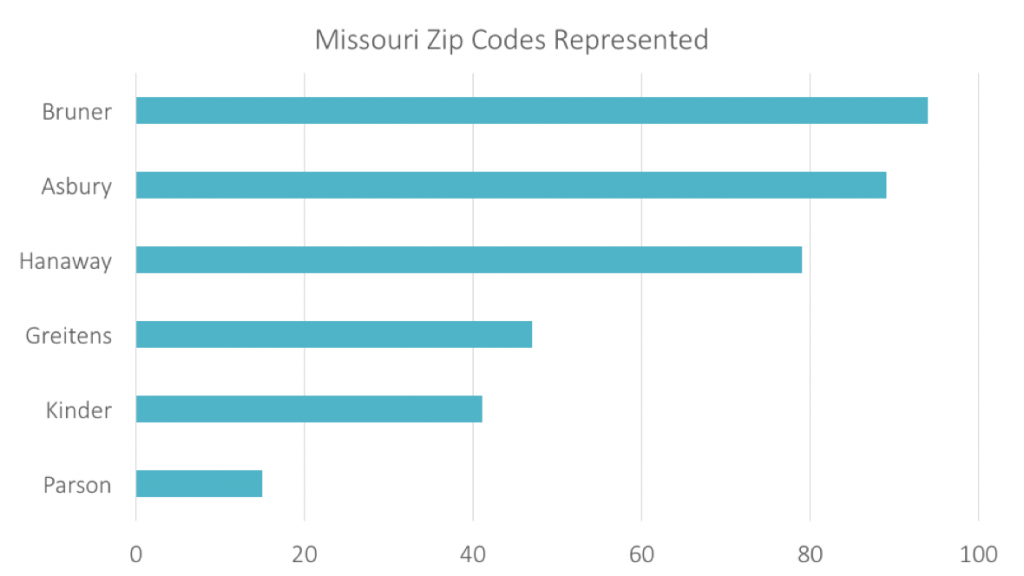 Missouri Zip Codes Represented
Bruner
Asbury
Hanaway
Greitens
Kinder
Parson
0 20 40 60 80 100